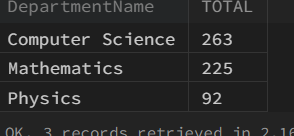 DepartmentName TOTAL
Computer Science 263
Mathematics 225
Physics 92
OK, 3 records retrieved in 2.16